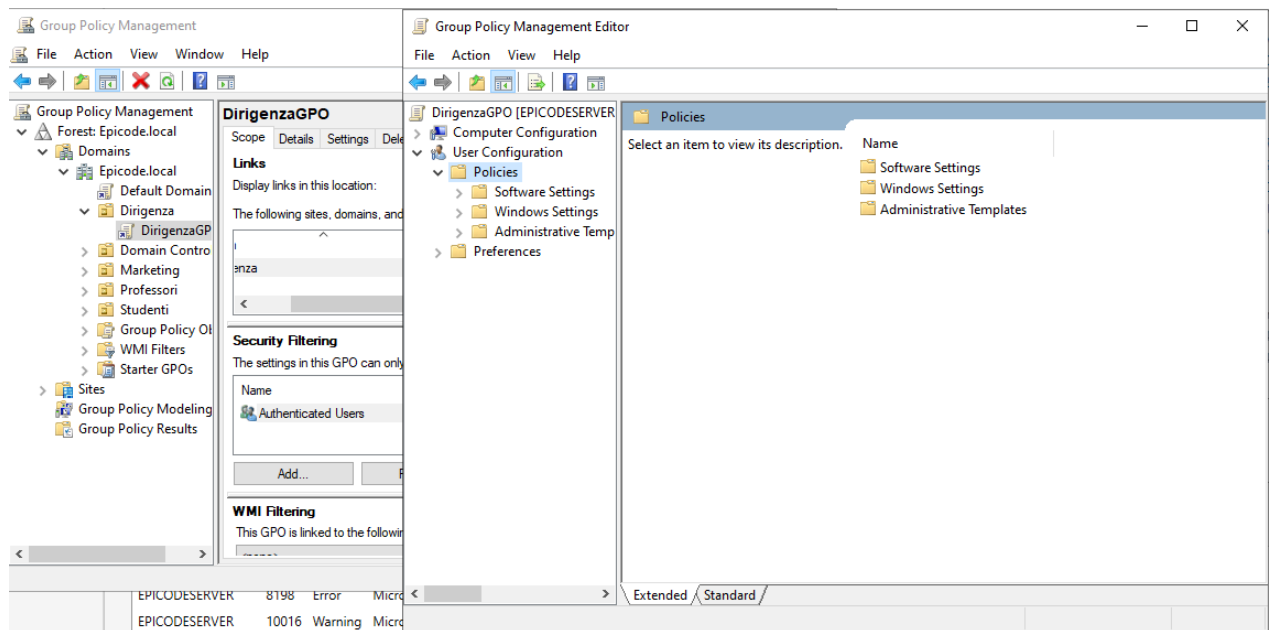 Group Policy Management
File Action View Window Help
Group Policy Management
Forest: Epicode.local
Domains
Epicode.local
Default Domain
Dirigenza
DirigenzaGP
Domain Contro
Marketing
Professori
Studenti
Group Policy Ob
WMI Filters
Starter GPOs
Sites
Group Policy Modeling
Group Policy Results
DirigenzaGPO
Scope Details Settings Dele
Links
Display links in this location:
The following sites, domains, and
enza
Security Filtering
The settings in this GPO can only
Name
Authenticated Users
Add...
WMI Filtering
This GPO is linked to the followin
EPICODESERVER 8198 Error Micro
EPICODESERVER 10016 Warning Micro
Group Policy Management Editor
File Action View Help
DirigenzaGPO [EPICODESERVER
Computer Configuration
User Configuration
Policies
Software Settings
Windows Settings
Administrative Temp
Preferences
Policies
Select an item to view its description.
Name
Software Settings
Windows Settings
Administrative Templates
Extended Standard